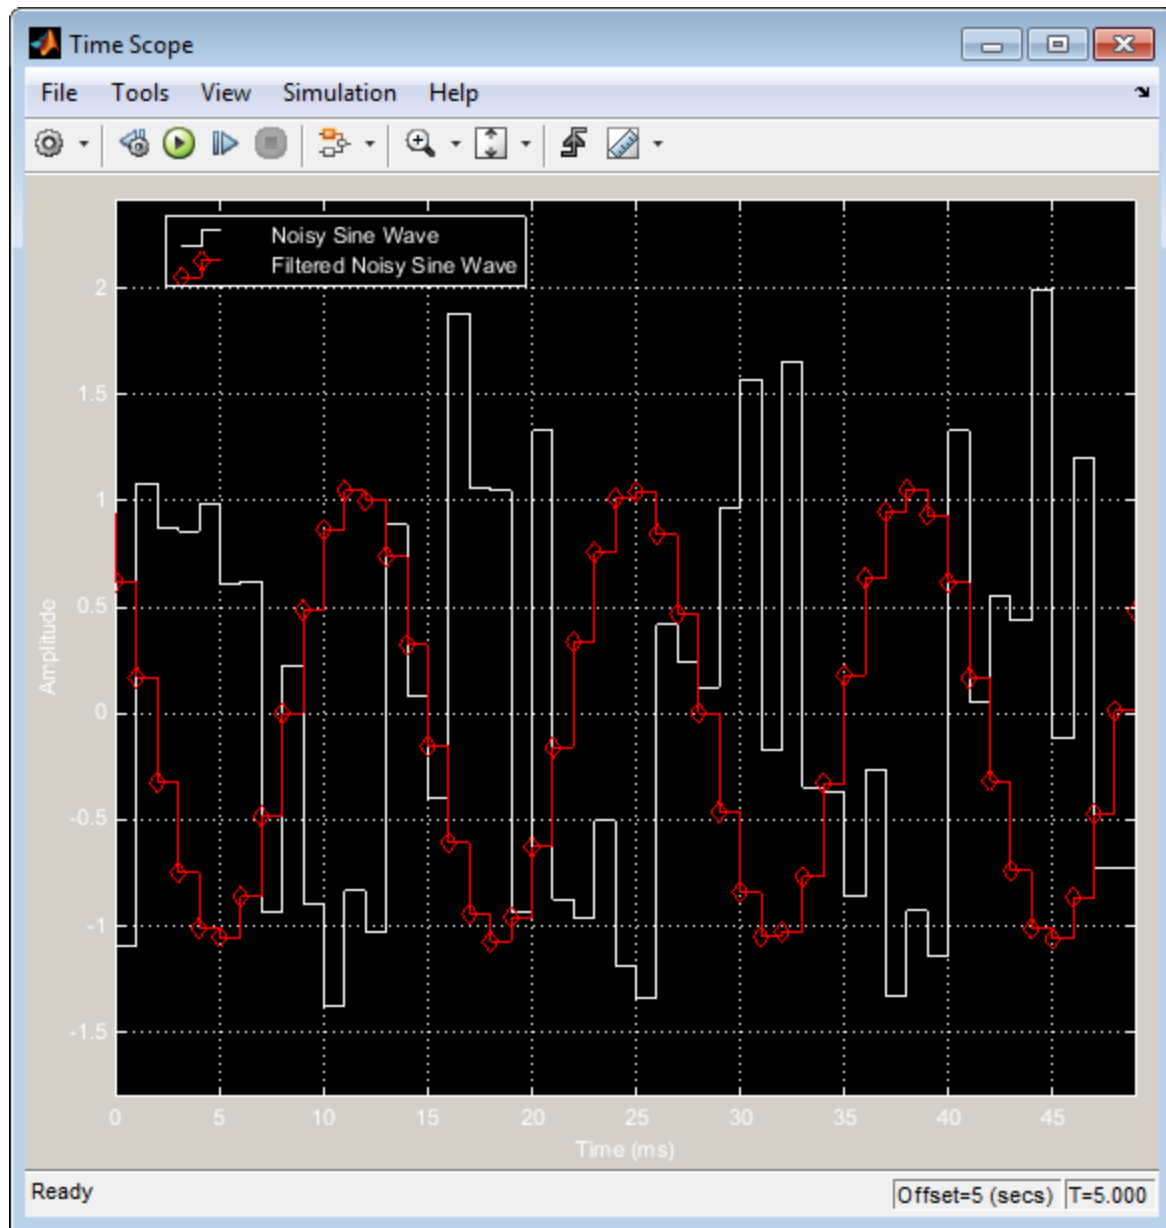 Time Scope
File Tools View Simulation Help
Noisy Sine Wave
Filtered Noisy Sine Wave
2
1.5
1
0.5
0
-0.5
-1
-1.5
Amplitude
0 5 10 15 20 25 30 35 40 45
Time (ms)
Ready Offset=5 (secs) T=5.000